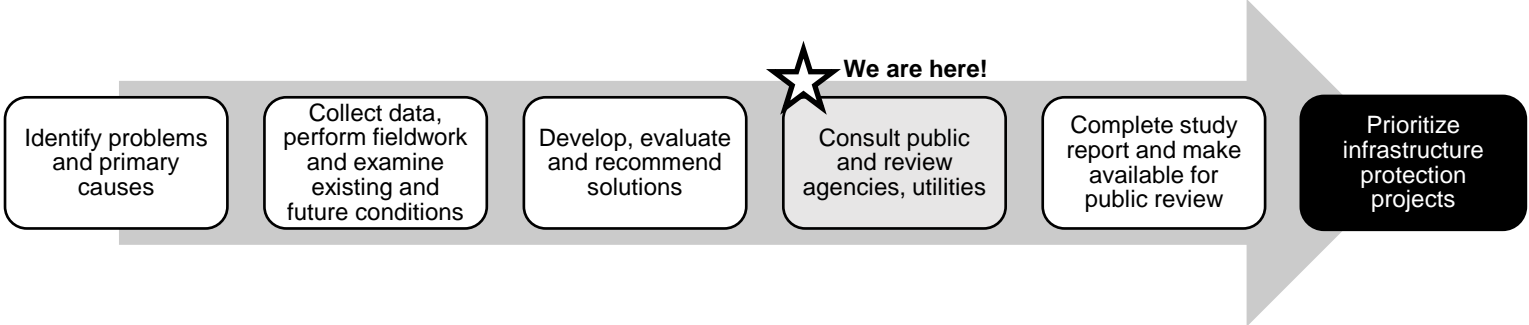 We are here!
Identify problems
and primary
causes
Collect data,
perform fieldwork
and examine
existing and
future conditions
Develop, evaluate
and recommend
solutions
Consult public
and review
agencies, utilities
Complete study
report and make
available for
public review
Prioritize
infrastructure
protection
projects